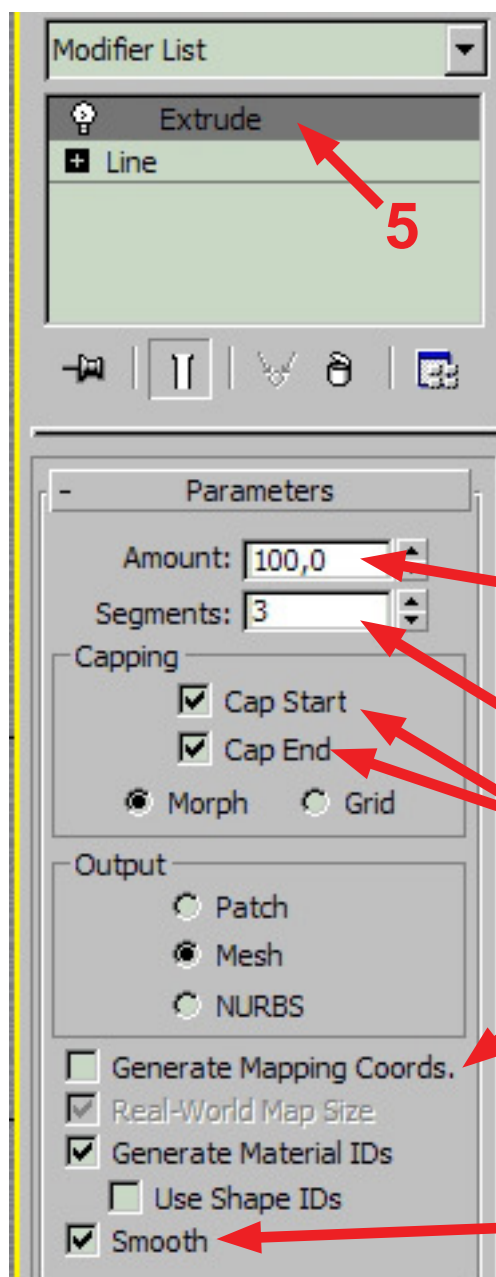 Modifier List
Extrude
Line
5
Parameters
Amount: 100,0
Segments: 3
Capping
Cap Start
Cap End
Morph Grid
Output
Patch
Mesh
NURBS
Generate Mapping Coords.
Real-World Map Size
Generate Material IDs
Use Shape IDs
Smooth